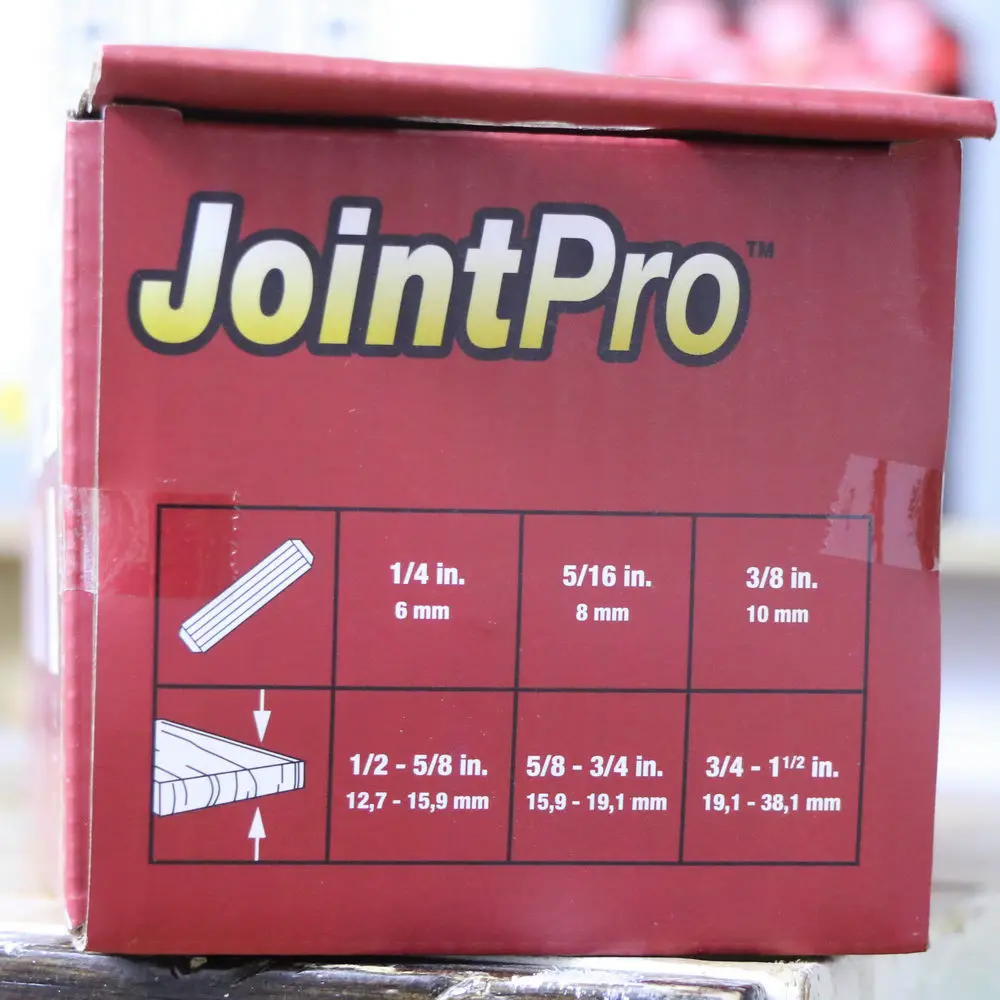 JointPro™
1/4 in. 5/16 in. 3/8 in.
6 mm 8 mm 10 mm
1/2 - 5/8 in. 5/8 - 3/4 in. 3/4 - 1 1/2 in.
12,7 - 15,9 mm 15,9 - 19,1 mm 19,1 - 38,1 mm